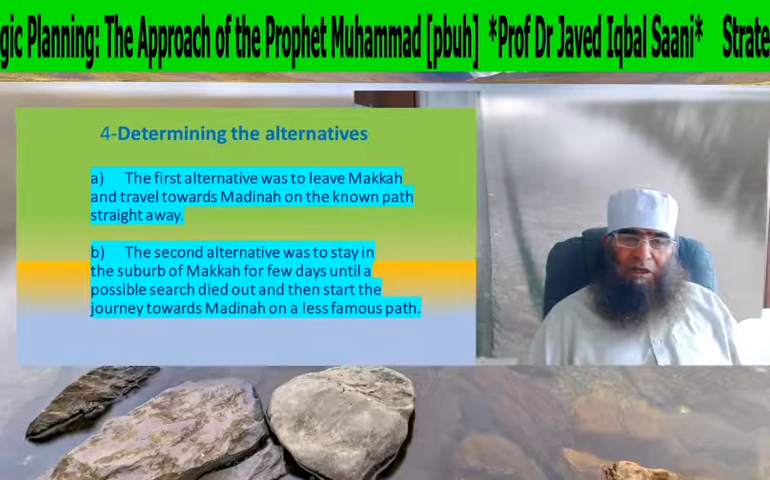 gic Planning: The Approach of the Prophet Muhammad [pbuh] *Prof Dr Javed Iqbal Saani* Strate
4-Determining the alternatives
a) The first alternative was to leave Makkah
and travel towards Madinah on the known path
straight away.
b) The second alternative was to stay in
the suburb of Makkah for few days until a
possible search died out and then start the
journey towards Madinah on a less famous path.